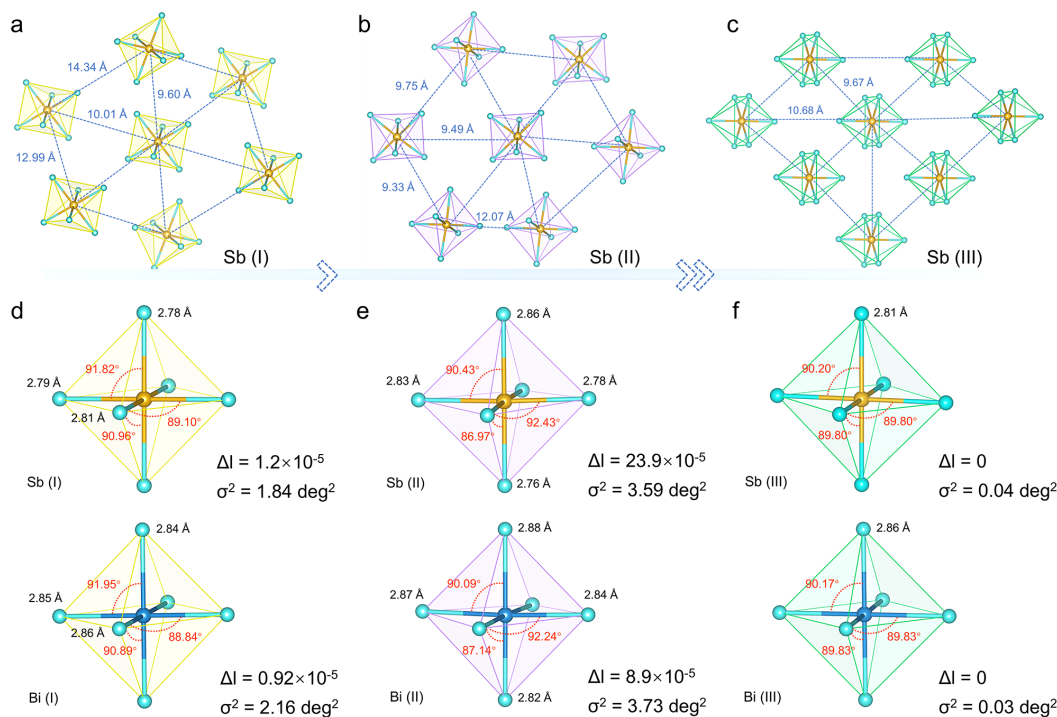 a
14.34 Å
9.60 Å
10.01 Å
12.99 Å
Sb (I)
b
9.75 Å
9.49 Å
9.33 Å
12.07 Å
Sb (II)
c
9.67 Å
10.68 Å
Sb (III)
d
2.78 Å
91.82°
2.79 Å
2.81 Å
89.10°
90.96°
Sb (I)
Δl = 1.2×10⁻⁵
σ² = 1.84 deg²
2.84 Å
91.95°
2.85 Å
2.86 Å
88.84°
90.89°
Bi (I)
Δl = 0.92×10⁻⁵
σ² = 2.16 deg²
e
2.86 Å
90.43°
2.83 Å
2.78 Å
86.97°
92.43°
2.76 Å
Sb (II)
Δl = 23.9×10⁻⁵
σ² = 3.59 deg²
2.88 Å
90.09°
2.87 Å
2.84 Å
87.14°
92.24°
2.82 Å
Bi (II)
Δl = 8.9×10⁻⁵
σ² = 3.73 deg²
f
2.81 Å
90.20°
89.80°
89.80°
Sb (III)
Δl = 0
σ² = 0.04 deg²
2.86 Å
90.17°
89.83°
89.83°
Bi (III)
Δl = 0
σ² = 0.03 deg²